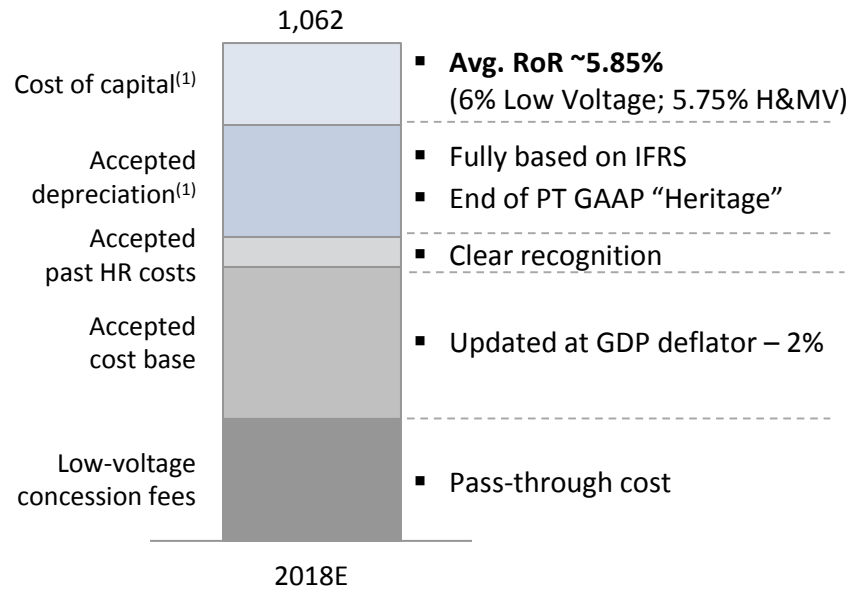 1,062
Cost of capital(1)
▪ Avg. RoR ~5.85%
(6% Low Voltage; 5.75% H&MV)
Accepted
depreciation(1)
▪ Fully based on IFRS
▪ End of PT GAAP “Heritage”
Accepted
past HR costs
▪ Clear recognition
Accepted
cost base
▪ Updated at GDP deflator – 2%
Low-voltage
concession fees
▪ Pass-through cost
2018E